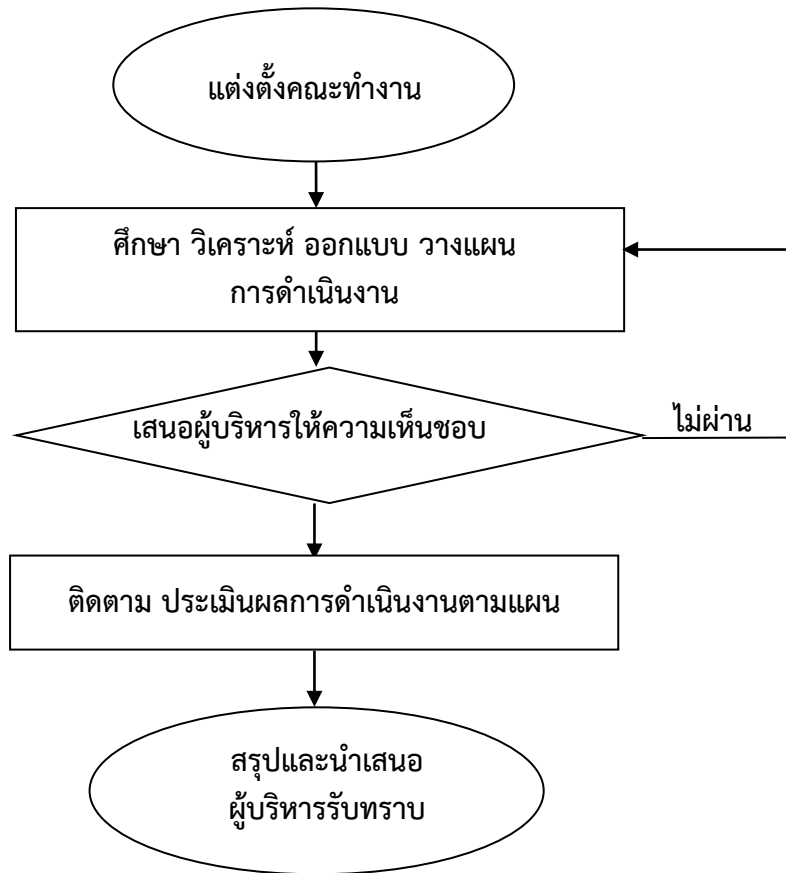 แต่งตั้งคณะทำงาน
ศึกษา วิเคราะห์ ออกแบบ วางแผน
การดำเนินงาน
เสนอผู้บริหารให้ความเห็นชอบ
ไม่ผ่าน
ติดตาม ประเมินผลการดำเนินงานตามแผน
สรุปและนำเสนอ
ผู้บริหารรับทราบ